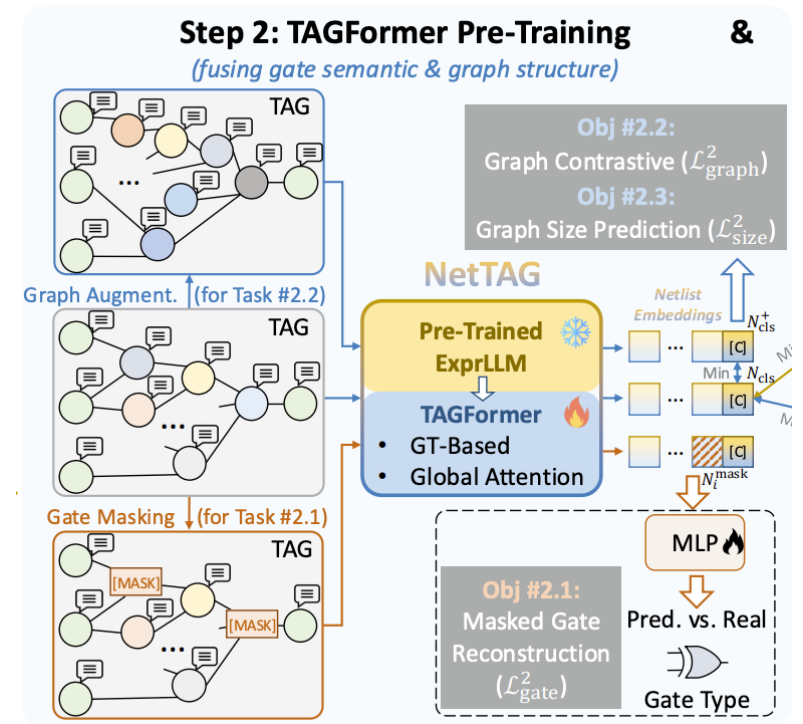 Step 2: TAGFormer Pre-Training &
(fusing gate semantic & graph structure)
TAG
...
Graph Augment. (for Task #2.2)
TAG
...
Gate Masking (for Task #2.1)
TAG
[MASK]
[MASK]
...
NetTAG
Pre-Trained
ExprLLM
TAGFormer
• GT-Based
• Global Attention
Obj #2.2:
Graph Contrastive (ℒ²graph)
Obj #2.3:
Graph Size Prediction (ℒ²size)
Netlist
Embeddings
N⁺cls
... [C]
Min Ncls
... [C]
... [C]
Nᵢmask
MLP
Obj #2.1:
Masked Gate
Reconstruction
(ℒ²gate)
Pred. vs. Real
Gate Type